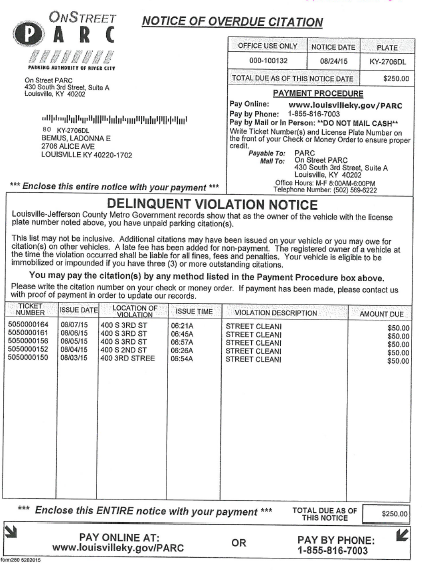 ONSTREET
PARC
PARKING AUTHORITY OF RIVER CITY
On Street PARC
430 South 3rd Street, Suite A
Louisville, KY 40202
NOTICE OF OVERDUE CITATION
OFFICE USE ONLY NOTICE DATE PLATE
000-100132 08/24/15 KY-2706DL
TOTAL DUE AS OF THIS NOTICE DATE $250.00
PAYMENT PROCEDURE
Pay Online: www.louisvilleky.gov/PARC
Pay by Phone: 1-855-816-7003
Pay by Mail or In Person: **DO NOT MAIL CASH**
Write Ticket Number(s) and License Plate Number on
the front of your Check or Money Order to ensure proper
credit.
Payable To: PARC
Mail To: On Street PARC
430 South 3rd Street, Suite A
Louisville, KY 40202
Office Hours: M-F 8:00AM-6:00PM
Telephone Number: (502) 569-6222
80 KY-2706DL
BEMUS, LADONNA E
2706 ALICE AVE
LOUISVILLE KY 40220-1702
*** Enclose this entire notice with your payment ***
DELINQUENT VIOLATION NOTICE
Louisville-Jefferson County Metro Government records show that as the owner of the vehicle with the license
plate number noted above, you have unpaid parking citation(s).
This list may not be inclusive. Additional citations may have been issued on your vehicle or you may owe for
citation(s) on other vehicles. A late fee has been added for non-payment. The registered owner of a vehicle at
the time the violation occurred shall be liable for all fines, fees and penalties. Your vehicle is eligible to be
immobilized or impounded if you have three (3) or more outstanding citations.
You may pay the citation(s) by any method listed in the Payment Procedure box above.
Please write the citation number on your check or money order. If payment has been made, please contact us
with proof of payment in order to update our records.
TICKET NUMBER ISSUE DATE LOCATION OF VIOLATION ISSUE TIME VIOLATION DESCRIPTION AMOUNT DUE
5050000164 08/07/15 400 S 3RD ST 06:21A STREET CLEANI $50.00
5050000161 08/06/15 400 S 3RD ST 06:45A STREET CLEANI $50.00
5050000156 08/05/15 400 S 3RD ST 06:57A STREET CLEANI $50.00
5050000152 08/04/15 400 S 2ND ST 06:26A STREET CLEANI $50.00
5050000150 08/03/15 400 3RD STREE 06:54A STREET CLEANI $50.00
*** Enclose this ENTIRE notice with your payment *** TOTAL DUE AS OF THIS NOTICE $250.00
PAY ONLINE AT: OR PAY BY PHONE:
www.louisvilleky.gov/PARC 1-855-816-7003
form280 5282015